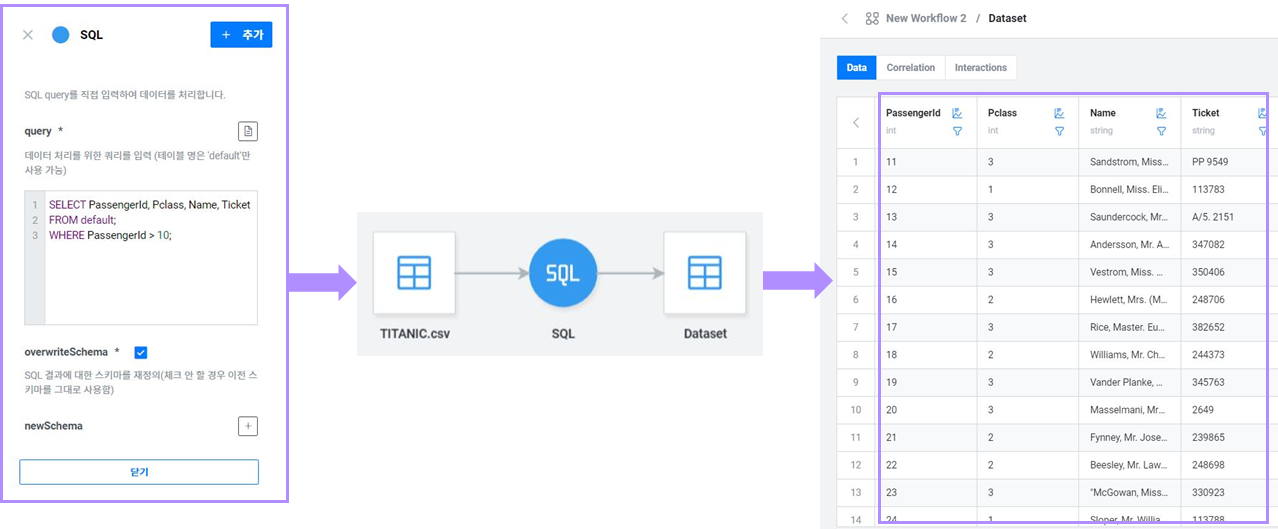 SQL
+ 추가
SQL query를 직접 입력하여 데이터를 처리합니다.
query *
데이터 처리를 위한 쿼리를 입력 (테이블 명은 'default'만
사용 가능)
1 SELECT PassengerId, Pclass, Name, Ticket
2 FROM default;
3 WHERE PassengerId > 10;
overwriteSchema *
SQL 결과에 대한 스키마를 재정의(체크 안 할 경우 이전 스
키마를 그대로 사용함)
newSchema
닫기
SQL
TITANIC.csv
SQL
Dataset
New Workflow 2 / Dataset
Data Correlation Interactions
PassengerId Pclass Name Ticket
int int string string
1 11 3 Sandstrom, Miss... PP 9549
2 12 1 Bonnell, Miss. Eli... 113783
3 13 3 Saundercock, Mr... A/5. 2151
4 14 3 Andersson, Mr. A... 347082
5 15 3 Vestrom, Miss. ... 350406
6 16 2 Hewlett, Mrs. (M... 248706
7 17 3 Rice, Master. Eu... 382652
8 18 2 Williams, Mr. Ch... 244373
9 19 3 Vander Planke, ... 345763
10 20 3 Masselmani, Mr... 2649
11 21 2 Fynney, Mr. Jose... 239865
12 22 2 Beesley, Mr. Law... 248698
13 23 3 "McGowan, Miss... 330923
14 24 1 Sloper, Mr. Willia... 113788